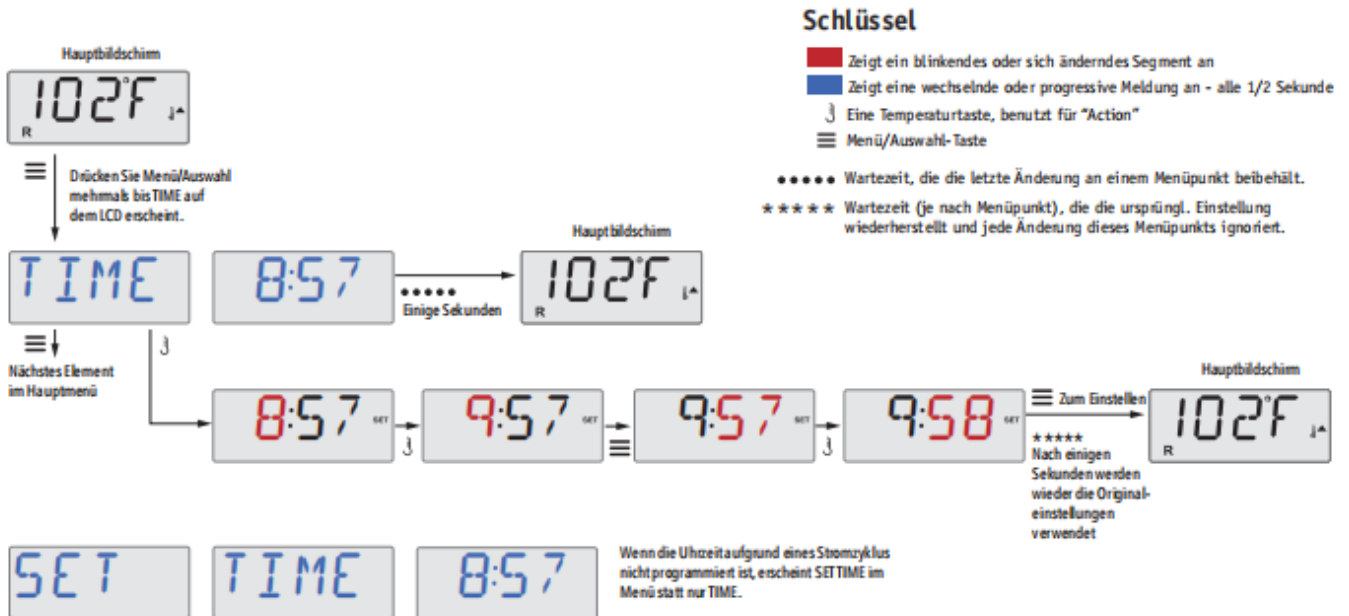 Schlüssel
Zeigt ein blinkendes oder sich änderndes Segment an
Zeigt eine wechselnde oder progressive Meldung an - alle 1/2 Sekunde
Eine Temperaturtaste, benutzt für "Action"
Menü/Auswahl-Taste
Wartezeit, die die letzte Änderung an einem Menüpunkt beibehält.
***** Wartezeit (je nach Menüpunkt), die die ursprüngl. Einstellung
wiederherstellt und jede Änderung dieses Menüpunkts ignoriert.
Hauptbildschirm
102°F
R
Drücken Sie Menü/Auswahl
mehrmals bis TIME auf
dem LCD erscheint.
TIME
8:57
Einige Sekunden
Hauptbildschirm
102°F
R
Nächstes Element
im Hauptmenü
8:57 SET
9:57 SET
9:57 SET
9:58 SET
Zum Einstellen
*****
Nach einigen
Sekunden werden
wieder die Original-
einstellungen
verwendet
Hauptbildschirm
102°F
R
SET
TIME
8:57
Wenn die Uhrzeit aufgrund eines Stromzyklus
nicht programmiert ist, erscheint SET TIME im
Menü statt nur TIME.